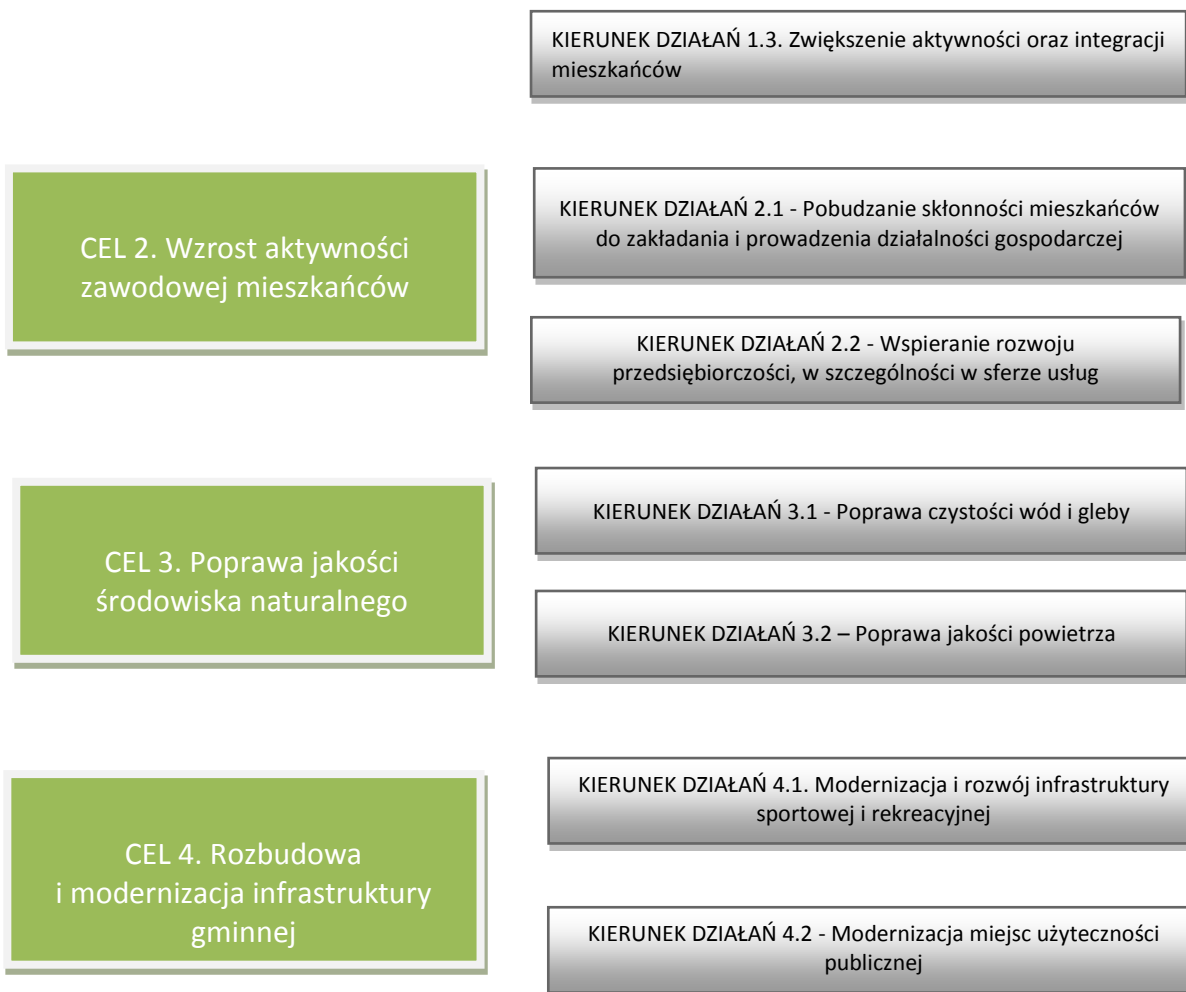 KIERUNEK DZIAŁAŃ 1.3. Zwiększenie aktywności oraz integracji
mieszkańców
CEL 2. Wzrost aktywności
zawodowej mieszkańców
KIERUNEK DZIAŁAŃ 2.1 - Pobudzanie skłonności mieszkańców
do zakładania i prowadzenia działalności gospodarczej
KIERUNEK DZIAŁAŃ 2.2 - Wspieranie rozwoju
przedsiębiorczości, w szczególności w sferze usług
CEL 3. Poprawa jakości
środowiska naturalnego
KIERUNEK DZIAŁAŃ 3.1 - Poprawa czystości wód i gleby
KIERUNEK DZIAŁAŃ 3.2 – Poprawa jakości powietrza
CEL 4. Rozbudowa
i modernizacja infrastruktury
gminnej
KIERUNEK DZIAŁAŃ 4.1. Modernizacja i rozwój infrastruktury
sportowej i rekreacyjnej
KIERUNEK DZIAŁAŃ 4.2 - Modernizacja miejsc użyteczności
publicznej